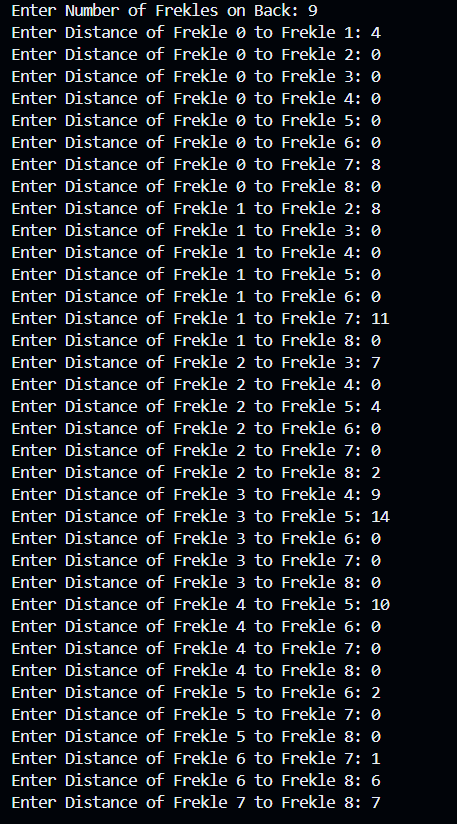 Enter Number of Frekles on Back: 9
Enter Distance of Frekle 0 to Frekle 1: 4
Enter Distance of Frekle 0 to Frekle 2: 0
Enter Distance of Frekle 0 to Frekle 3: 0
Enter Distance of Frekle 0 to Frekle 4: 0
Enter Distance of Frekle 0 to Frekle 5: 0
Enter Distance of Frekle 0 to Frekle 6: 0
Enter Distance of Frekle 0 to Frekle 7: 8
Enter Distance of Frekle 0 to Frekle 8: 0
Enter Distance of Frekle 1 to Frekle 2: 8
Enter Distance of Frekle 1 to Frekle 3: 0
Enter Distance of Frekle 1 to Frekle 4: 0
Enter Distance of Frekle 1 to Frekle 5: 0
Enter Distance of Frekle 1 to Frekle 6: 0
Enter Distance of Frekle 1 to Frekle 7: 11
Enter Distance of Frekle 1 to Frekle 8: 0
Enter Distance of Frekle 2 to Frekle 3: 7
Enter Distance of Frekle 2 to Frekle 4: 0
Enter Distance of Frekle 2 to Frekle 5: 4
Enter Distance of Frekle 2 to Frekle 6: 0
Enter Distance of Frekle 2 to Frekle 7: 0
Enter Distance of Frekle 2 to Frekle 8: 2
Enter Distance of Frekle 3 to Frekle 4: 9
Enter Distance of Frekle 3 to Frekle 5: 14
Enter Distance of Frekle 3 to Frekle 6: 0
Enter Distance of Frekle 3 to Frekle 7: 0
Enter Distance of Frekle 3 to Frekle 8: 0
Enter Distance of Frekle 4 to Frekle 5: 10
Enter Distance of Frekle 4 to Frekle 6: 0
Enter Distance of Frekle 4 to Frekle 7: 0
Enter Distance of Frekle 4 to Frekle 8: 0
Enter Distance of Frekle 5 to Frekle 6: 2
Enter Distance of Frekle 5 to Frekle 7: 0
Enter Distance of Frekle 5 to Frekle 8: 0
Enter Distance of Frekle 6 to Frekle 7: 1
Enter Distance of Frekle 6 to Frekle 8: 6
Enter Distance of Frekle 7 to Frekle 8: 7